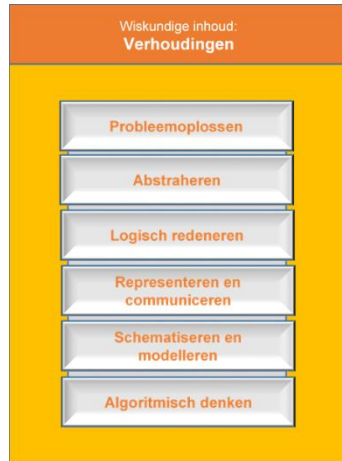 Wiskundige inhoud:
Verhoudingen
Probleemoplossen
Abstraheren
Logisch redeneren
Representeren en
communiceren
Schematiseren en
modelleren
Algoritmisch denken